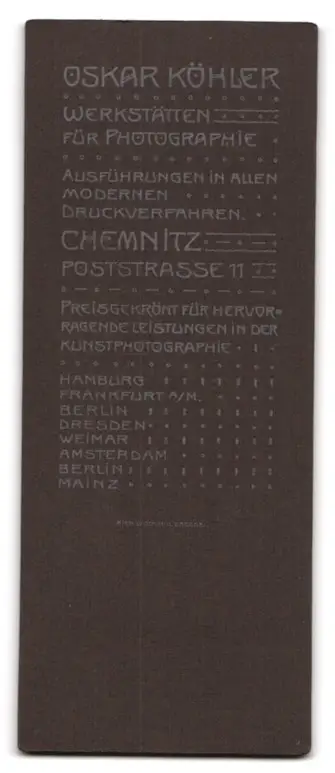 OSKAR KÖHLER
WERKSTÄTTEN
FÜR PHOTOGRAPHIE
AUSFÜHRUNGEN IN ALLEN
MODERNEN
DRUCKVERFAHREN.
CHEMNITZ
POSTSTRASSE 11
PREISGEKRÖNT FÜR HERVOR=
RAGENDE LEISTUNGEN IN DER
KUNSTPHOTOGRAPHIE
HAMBURG
FRANKFURT A/M.
BERLIN
DRESDEN
WEIMAR
AMSTERDAM
BERLIN
MAINZ